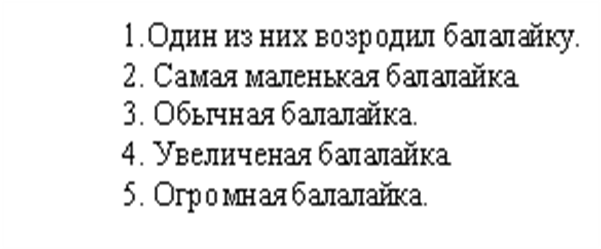 1.Один из них возродил балалайку.
2. Самая маленькая балалайка
3. Обычная балалайка.
4. Увеличеная балалайка
5. Огромная балалайка.